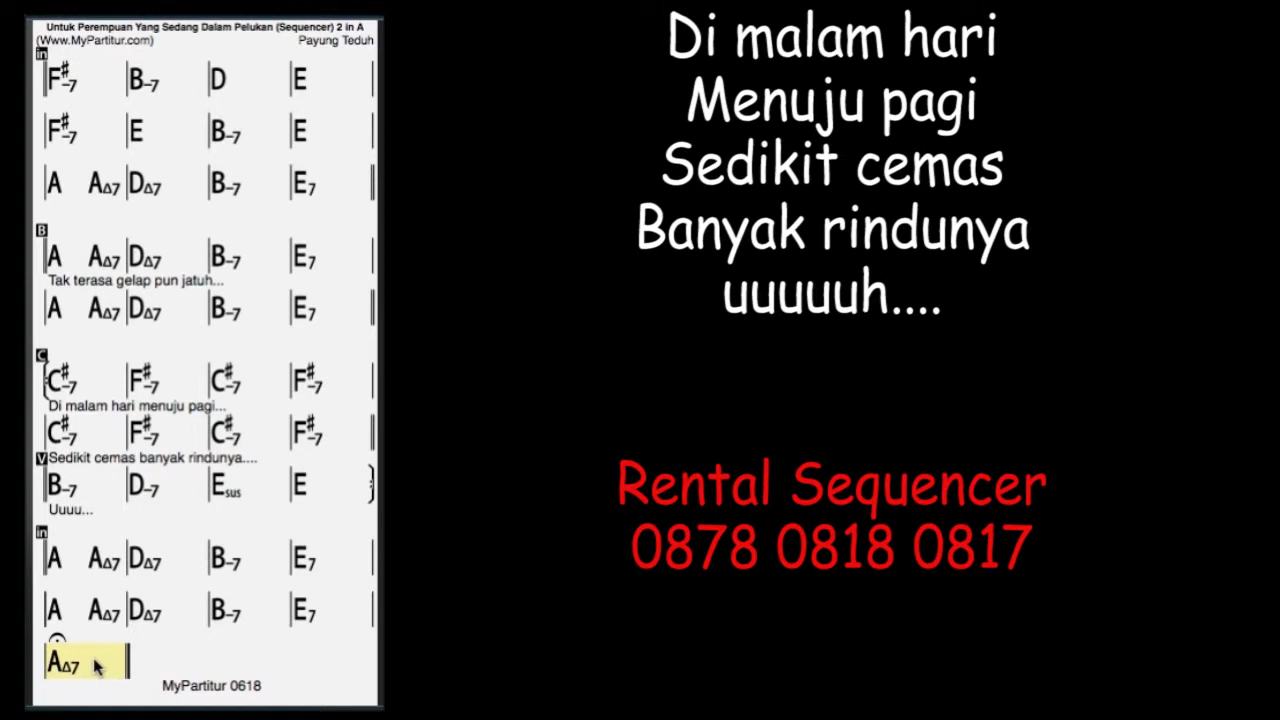 Untuk Perempuan Yang Sedang Dalam Pelukan (Sequencer) 2 in A
(Www.MyPartitur.com) Payung Teduh
in
F♯-7 B-7 D E
F♯-7 E B-7 E
A AΔ7 DΔ7 B-7 E7
B
A AΔ7 DΔ7 B-7 E7
Tak terasa gelap pun jatuh...
A AΔ7 DΔ7 B-7 E7
C
C♯-7 F♯-7 C♯-7 F♯-7
Di malam hari menuju pagi...
C♯-7 F♯-7 C♯-7 F♯-7
V Sedikit cemas banyak rindunya....
B-7 D-7 Esus E
Uuuu...
in
A AΔ7 DΔ7 B-7 E7
A AΔ7 DΔ7 B-7 E7
AΔ7
MyPartitur 0618
Di malam hari
Menuju pagi
Sedikit cemas
Banyak rindunya
uuuuuh....
Rental Sequencer
0878 0818 0817